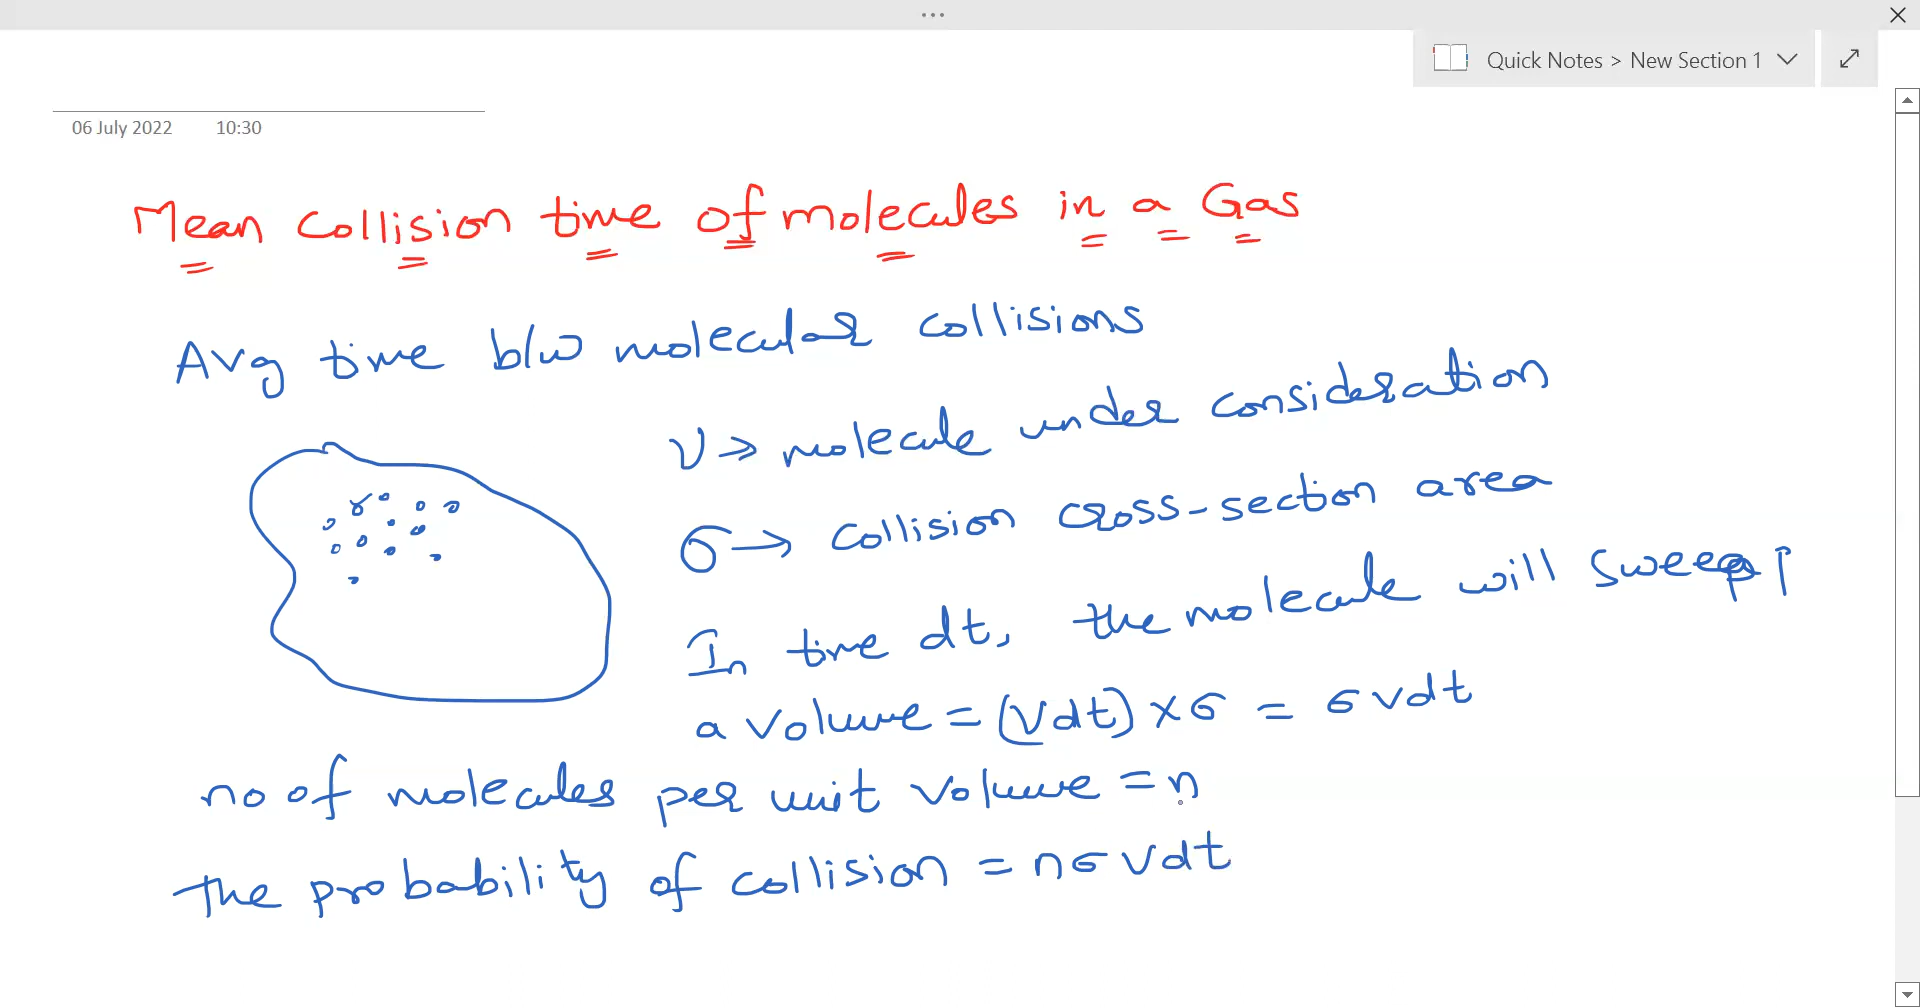 Quick Notes > New Section 1
06 July 2022 10:30
Mean collision time of molecules in a Gas
Avg time b/w molecular collisions
v → molecule under consideration
σ → collision cross-section area
In time dt, the molecule will sweep
a volume = (vdt) × σ = σvdt
no of molecules per unit volume = n
the probability of collision = nσvdt